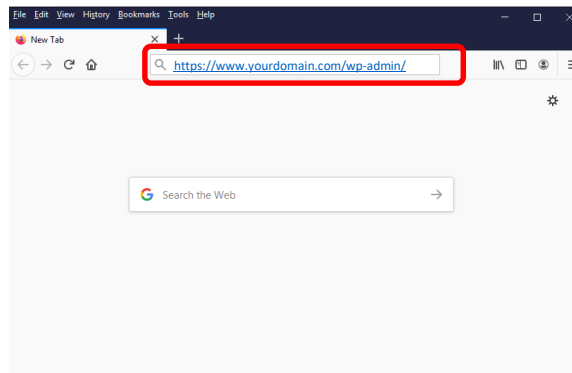 File Edit View History Bookmarks Tools Help
New Tab
https://www.yourdomain.com/wp-admin/
Search the Web